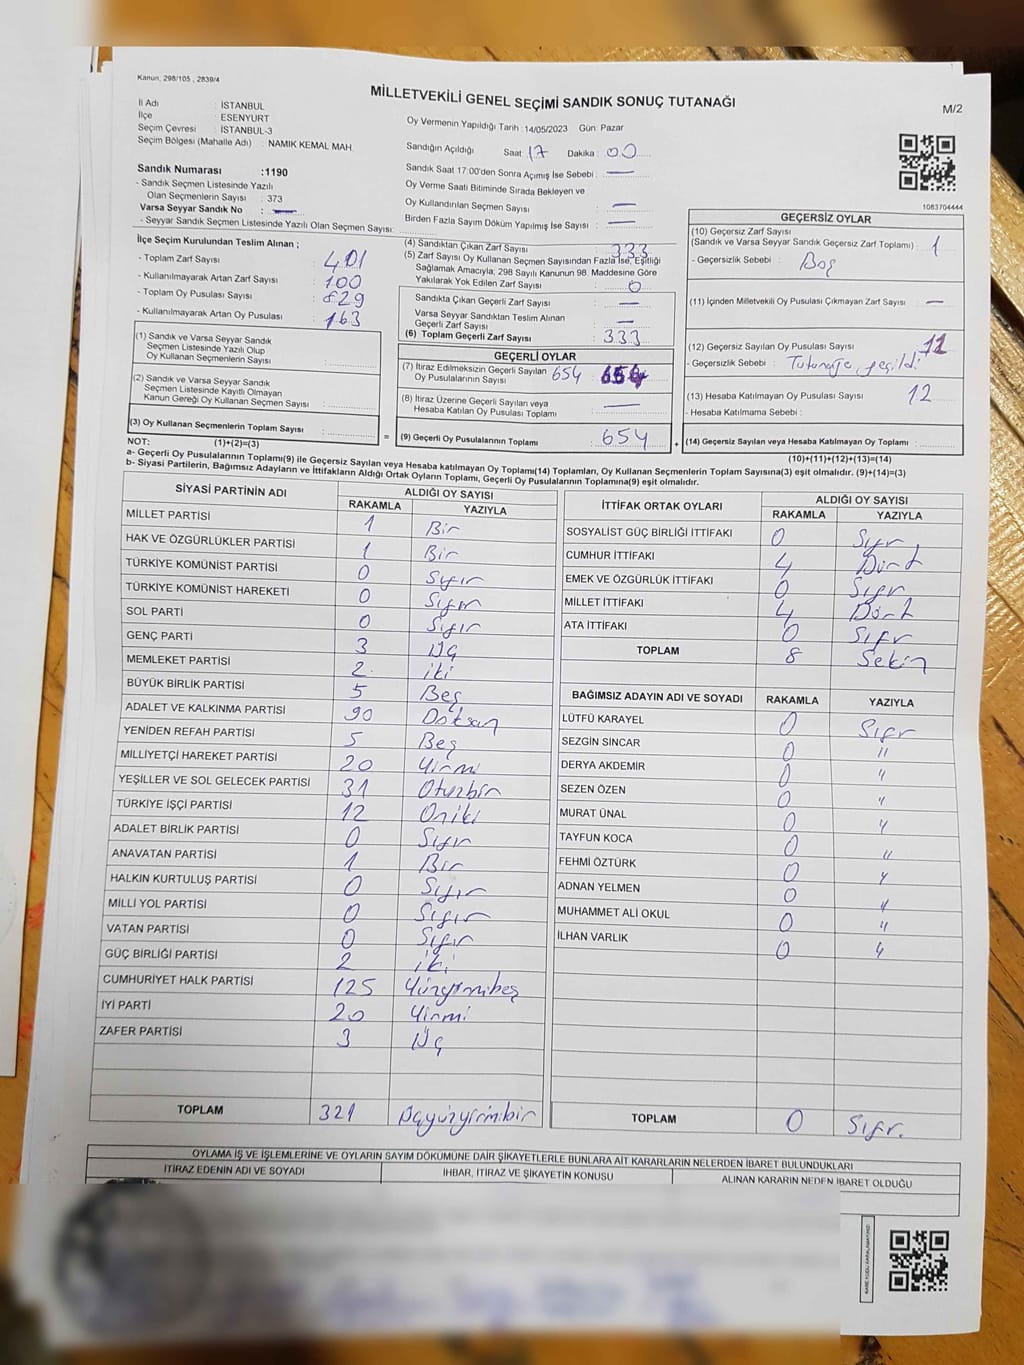 Kanun, 298/105 , 2839/4
MİLLETVEKİLİ GENEL SEÇİMİ SANDIK SONUÇ TUTANAĞI
M/2
İl Adı : İSTANBUL
İlçe : ESENYURT
Seçim Çevresi : İSTANBUL-3
Seçim Bölgesi (Mahalle Adı) : NAMIK KEMAL MAH.
Sandık Numarası :1190
- Sandık Seçmen Listesinde Yazılı
Olan Seçmenlerin Sayısı : 373
Varsa Seyyar Sandık No : —
- Seyyar Sandık Seçmen Listesinde Yazılı Olan Seçmen Sayısı:
Oy Vermenin Yapıldığı Tarih :14/05/2023 Gün: Pazar
Sandığın Açıldığı Saat : 17 Dakika : 00
Sandık Saat 17:00'den Sonra Açımış İse Sebebi : —
Oy Verme Saati Bitiminde Sırada Bekleyen ve
Oy Kullandırılan Seçmen Sayısı : —
Birden Fazla Sayım Döküm Yapılmış İse Sayısı : —
1083704444
İlçe Seçim Kurulundan Teslim Alınan ;
- Toplam Zarf Sayısı : 401
- Kullanılmayarak Artan Zarf Sayısı : 100
- Toplam Oy Pusulası Sayısı : 829
- Kullanılmayarak Artan Oy Pusulası : 163
(1) Sandık ve Varsa Seyyar Sandık
Seçmen Listesinde Yazılı Olup
Oy Kullanan Seçmenlerin Sayısı :
(2) Sandık ve Varsa Seyyar Sandık
Seçmen Listesinde Kayıtlı Olmayan
Kanun Gereği Oy Kullanan Seçmen Sayısı :
(3) Oy Kullanan Seçmenlerin Toplam Sayısı :
(4) Sandıktan Çıkan Zarf Sayısı : 333
(5) Zarf Sayısı Oy Kullanan Seçmen Sayısından Fazla İse, Eşitliği
Sağlamak Amacıyla, 298 Sayılı Kanunun 98. Maddesine Göre
Yakılarak Yok Edilen Zarf Sayısı : 0
Sandıkta Çıkan Geçerli Zarf Sayısı : —
Varsa Seyyar Sandıktan Teslim Alınan
Geçerli Zarf Sayısı : —
(6) Toplam Geçerli Zarf Sayısı : 333
GEÇERLİ OYLAR
(7) İtiraz Edilmeksizin Geçerli Sayılan
Oy Pusulalarının Sayısı : 654 654
(8) İtiraz Üzerine Geçerli Sayılan veya
Hesaba Katılan Oy Pusulası Toplamı : —
= (9) Geçerli Oy Pusulalarının Toplamı : 654 +
GEÇERSİZ OYLAR
(10) Geçersiz Zarf Sayısı
(Sandık ve Varsa Seyyar Sandık Geçersiz Zarf Toplamı) : 1
- Geçersizlik Sebebi : Boş
(11) İçinden Milletvekili Oy Pusulası Çıkmayan Zarf Sayısı : —
(12) Geçersiz Sayılan Oy Pusulası Sayısı :
- Geçersizlik Sebebi : Tutanağa
(13) Hesaba Katılmayan Oy Pusulası Sayısı : 12
- Hesaba Katılmama Sebebi :
(14) Geçersiz Sayılan veya Hesaba Katılmayan Oy Toplamı :
NOT: (1)+(2)=(3)
(10)+(11)+(12)+(13)=(14)
a- Geçerli Oy Pusulalarının Toplamı(9) ile Geçersiz Sayılan veya Hesaba katılmayan Oy Toplamı(14) Toplamları, Oy Kullanan Seçmenlerin Toplam Sayısına(3) eşit olmalıdır. (9)+(14)=(3)
b- Siyasi Partilerin, Bağımsız Adayların ve İttifakların Aldığı Ortak Oyların Toplamı, Geçerli Oy Pusulalarının Toplamına(9) eşit olmalıdır.
SİYASİ PARTİNİN ADI ALDIĞI OY SAYISI
RAKAMLA YAZIYLA
MİLLET PARTİSİ 1 Bir
HAK VE ÖZGÜRLÜKLER PARTİSİ 1 Bir
TÜRKİYE KOMÜNİST PARTİSİ 0 Sıfır
TÜRKİYE KOMÜNİST HAREKETİ 0 Sıfır
SOL PARTİ 0 Sıfır
GENÇ PARTİ 3 Üç
MEMLEKET PARTİSİ 2 iki
BÜYÜK BİRLİK PARTİSİ 5 Beş
ADALET VE KALKINMA PARTİSİ 90 Doksan
YENİDEN REFAH PARTİSİ 5 Beş
MİLLİYETÇİ HAREKET PARTİSİ 20 Yirmi
YEŞİLLER VE SOL GELECEK PARTİSİ 31 Otuzbir
TÜRKİYE İŞÇİ PARTİSİ 12 Oniki
ADALET BİRLİK PARTİSİ 0 Sıfır
ANAVATAN PARTİSİ 1 Bir
HALKIN KURTULUŞ PARTİSİ 0 Sıfır
MİLLİ YOL PARTİSİ 0 Sıfır
VATAN PARTİSİ 0 Sıfır
GÜÇ BİRLİĞİ PARTİSİ 2 iki
CUMHURİYET HALK PARTİSİ 125 Yüzyirmibeş
İYİ PARTİ 20 Yirmi
ZAFER PARTİSİ 3 Üç
TOPLAM 321 Üçyüzyirmibir
İTTİFAK ORTAK OYLARI ALDIĞI OY SAYISI
RAKAMLA YAZIYLA
SOSYALİST GÜÇ BİRLİĞİ İTTİFAKI 0 Sıfır
CUMHUR İTTİFAKI 4 Dört
EMEK VE ÖZGÜRLÜK İTTİFAKI 0 Sıfır
MİLLET İTTİFAKI 4 Dört
ATA İTTİFAKI 0 Sıfır
TOPLAM 8 Sekiz
BAĞIMSIZ ADAYIN ADI VE SOYADI RAKAMLA YAZIYLA
LÜTFÜ KARAYEL 0 Sıfır
SEZGİN SİNCAR 0 "
DERYA AKDEMİR 0 "
SEZEN ÖZEN 0 "
MURAT ÜNAL 0 "
TAYFUN KOCA 0 "
FEHMİ ÖZTÜRK 0 "
ADNAN YELMEN 0 "
MUHAMMET ALİ OKUL 0 "
İLHAN VARLIK 0 "
TOPLAM 0 Sıfır.
OYLAMA İŞ VE İŞLEMLERİNE VE OYLARIN SAYIM DÖKÜMÜNE DAİR ŞİKAYETLERLE BUNLARA AİT KARARLARIN NELERDEN İBARET BULUNDUKLARI
İTİRAZ EDENİN ADI VE SOYADI İHBAR, İTİRAZ VE ŞİKAYETİN KONUSU ALINAN KARARIN NEDEN İBARET OLDUĞU